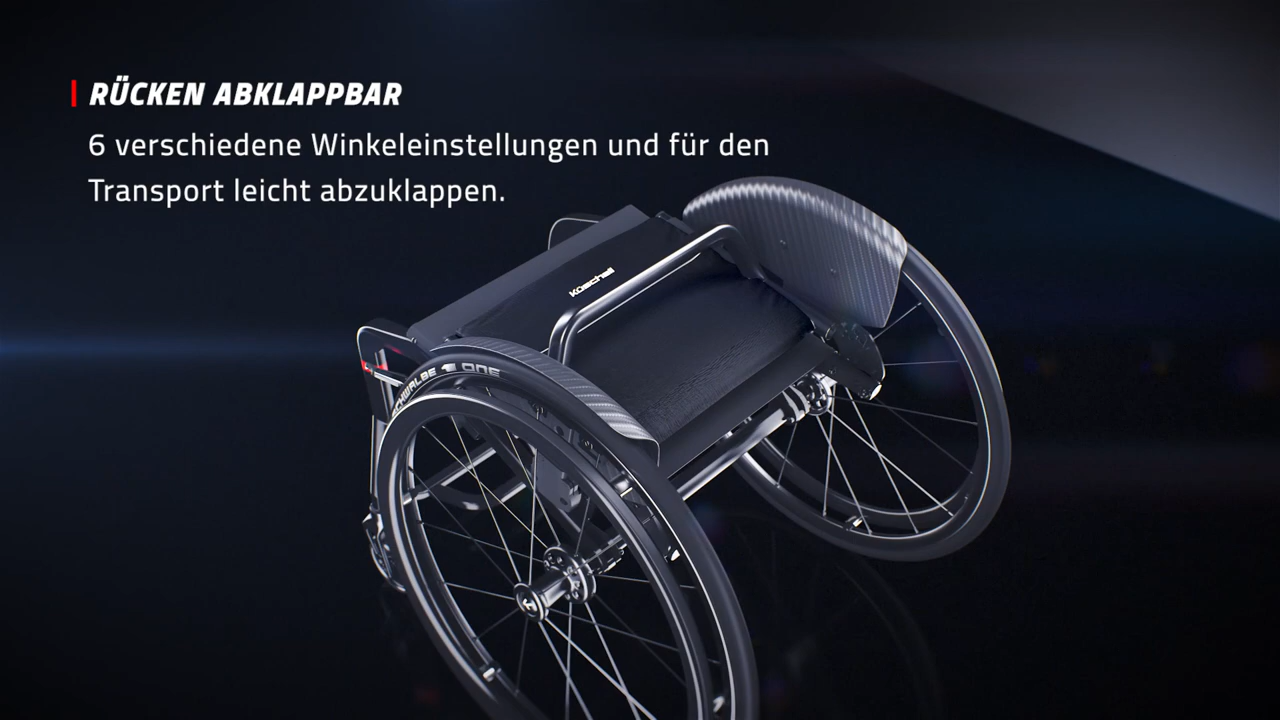 RÜCKEN ABKLAPPBAR
6 verschiedene Winkeleinstellungen und für den
Transport leicht abzuklappen.
Küschall
SCHWALBE ONE